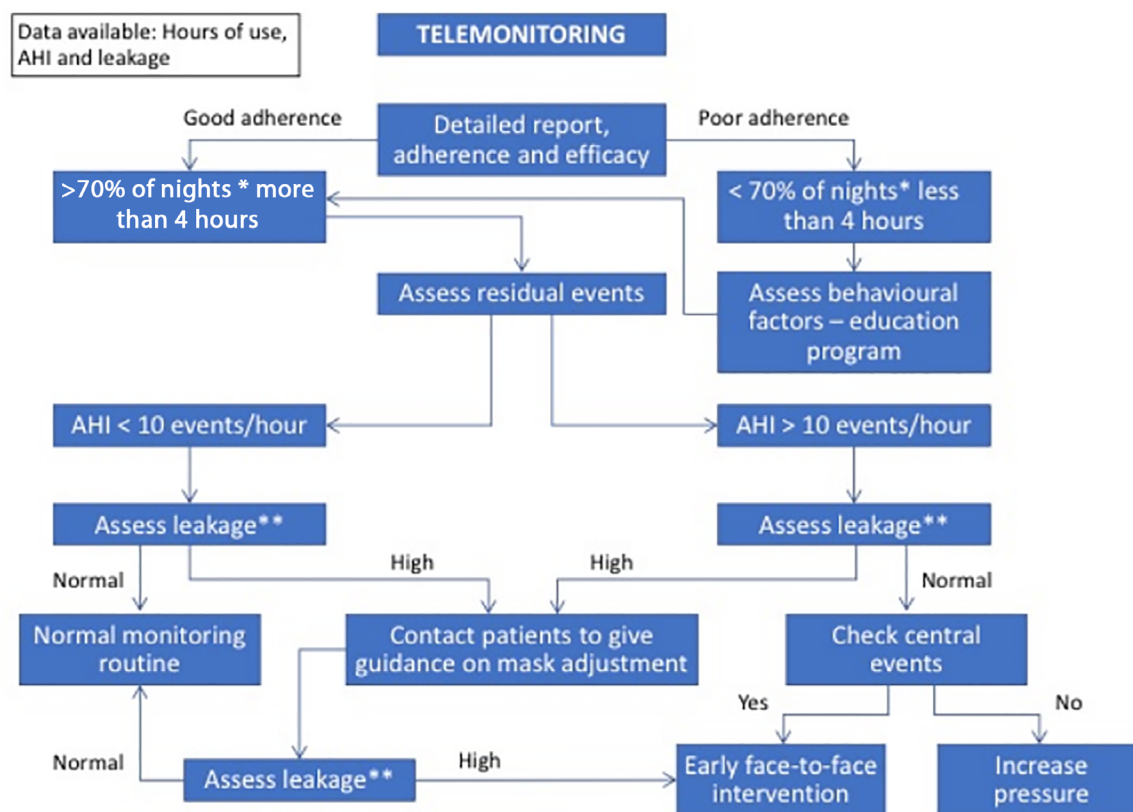 Data available: Hours of use,
AHI and leakage
TELEMONITORING
Good adherence
Detailed report,
adherence and efficacy
Poor adherence
>70% of nights * more
than 4 hours
< 70% of nights* less
than 4 hours
Assess residual events
Assess behavioural
factors – education
program
AHI < 10 events/hour
AHI > 10 events/hour
Assess leakage**
Assess leakage**
Normal
High
High
Normal
Normal monitoring
routine
Contact patients to give
guidance on mask adjustment
Check central
events
Yes
No
Normal
Assess leakage**
High
Early face-to-face
intervention
Increase
pressure